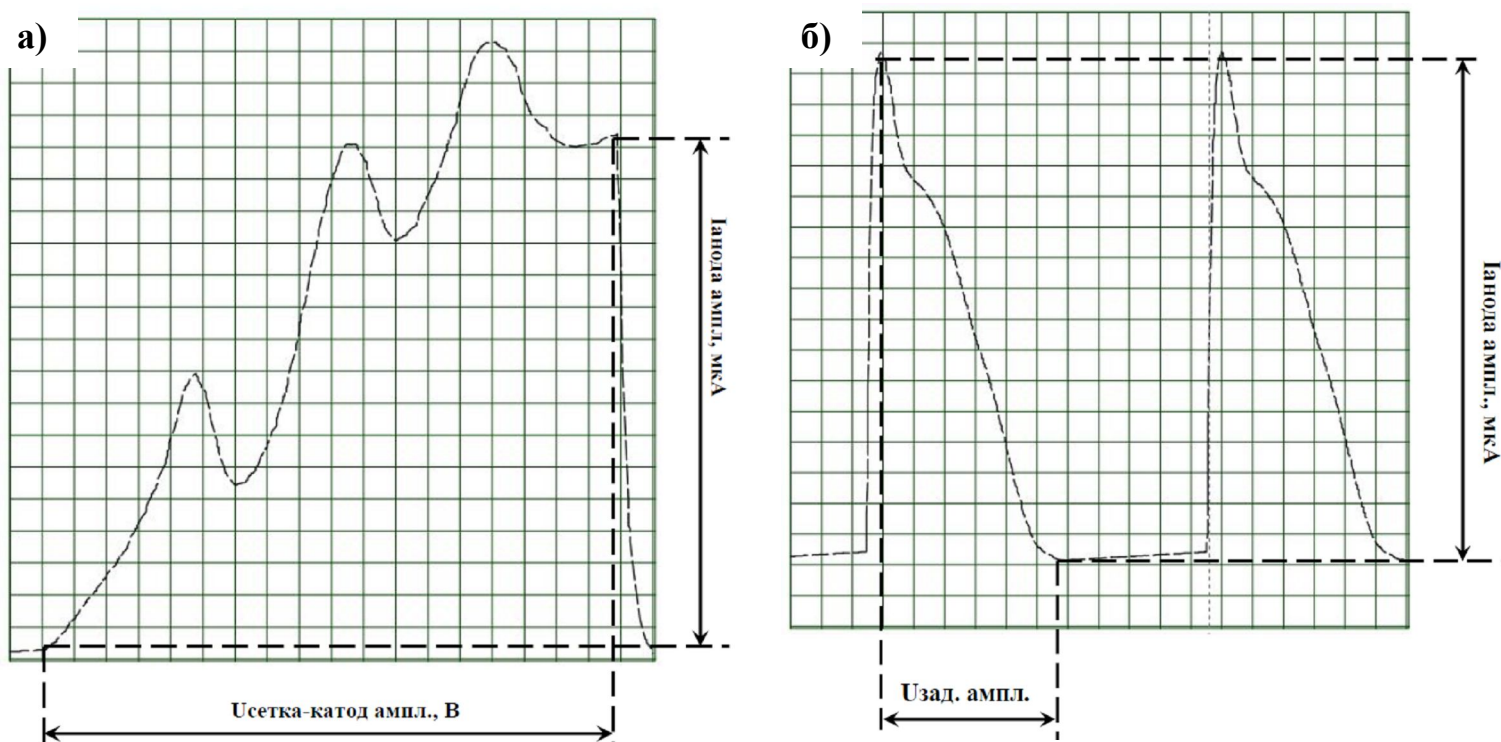 а)
б)
Iанода ампл, мкА
Iанода ампл., мкА
Uсетка-катод ампл., В
Uзад. ампл.